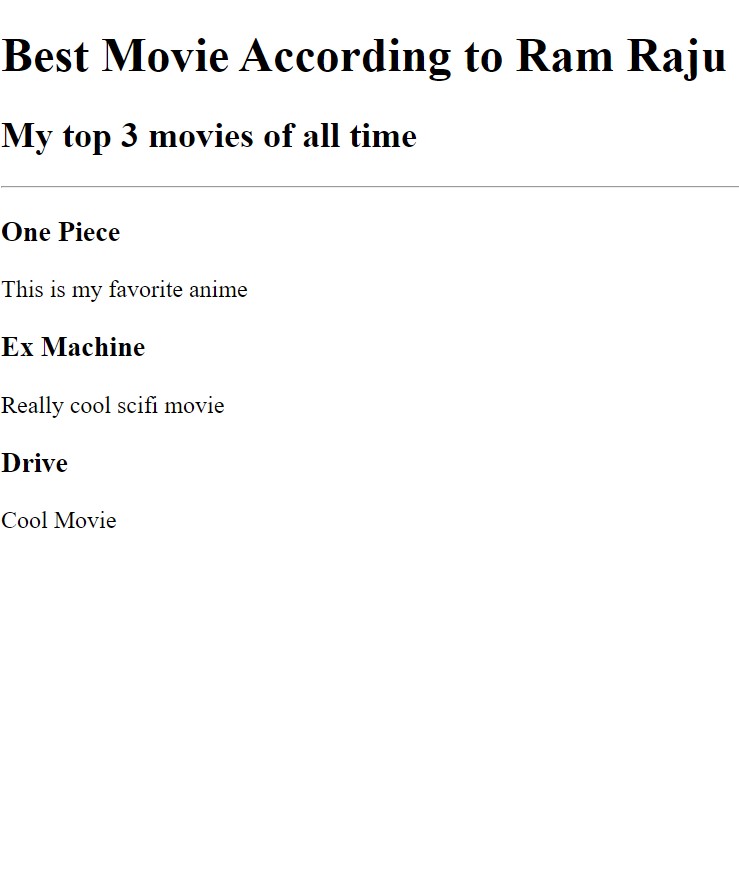 Best Movie According to Ram Raju
My top 3 movies of all time
One Piece
This is my favorite anime
Ex Machine
Really cool scifi movie
Drive
Cool Movie